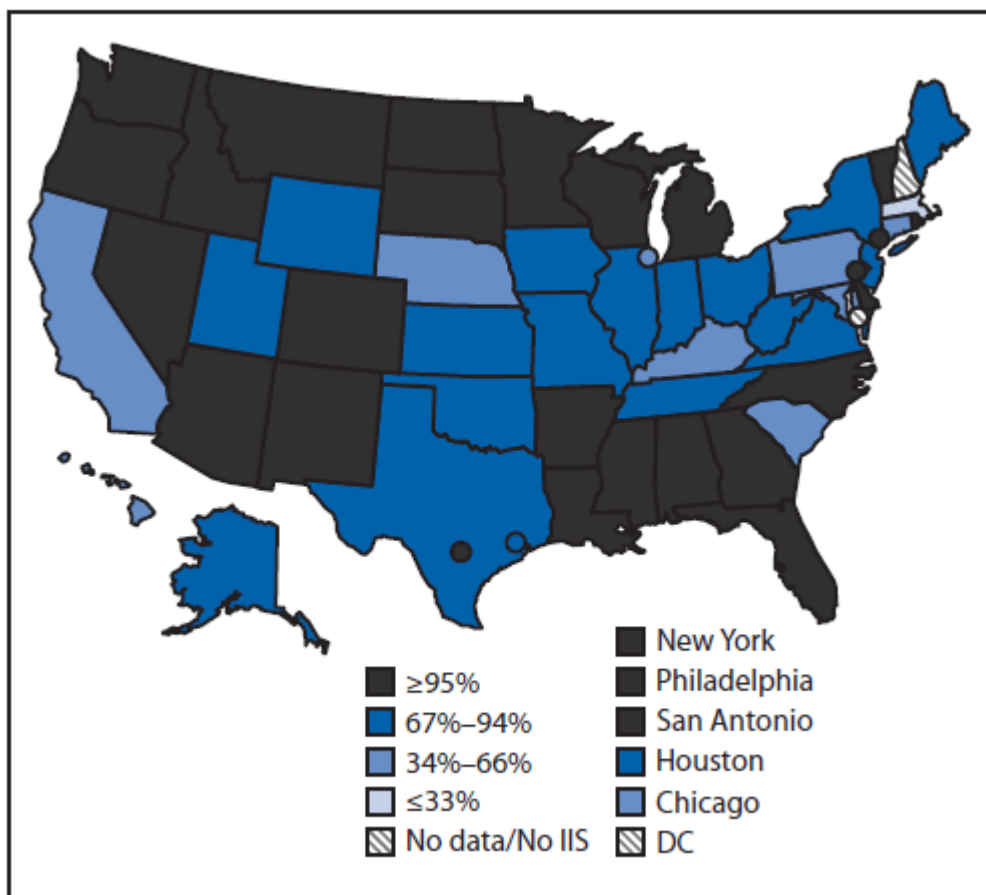 ≥95%
67%–94%
34%–66%
≤33%
No data/No IIS
New York
Philadelphia
San Antonio
Houston
Chicago
DC